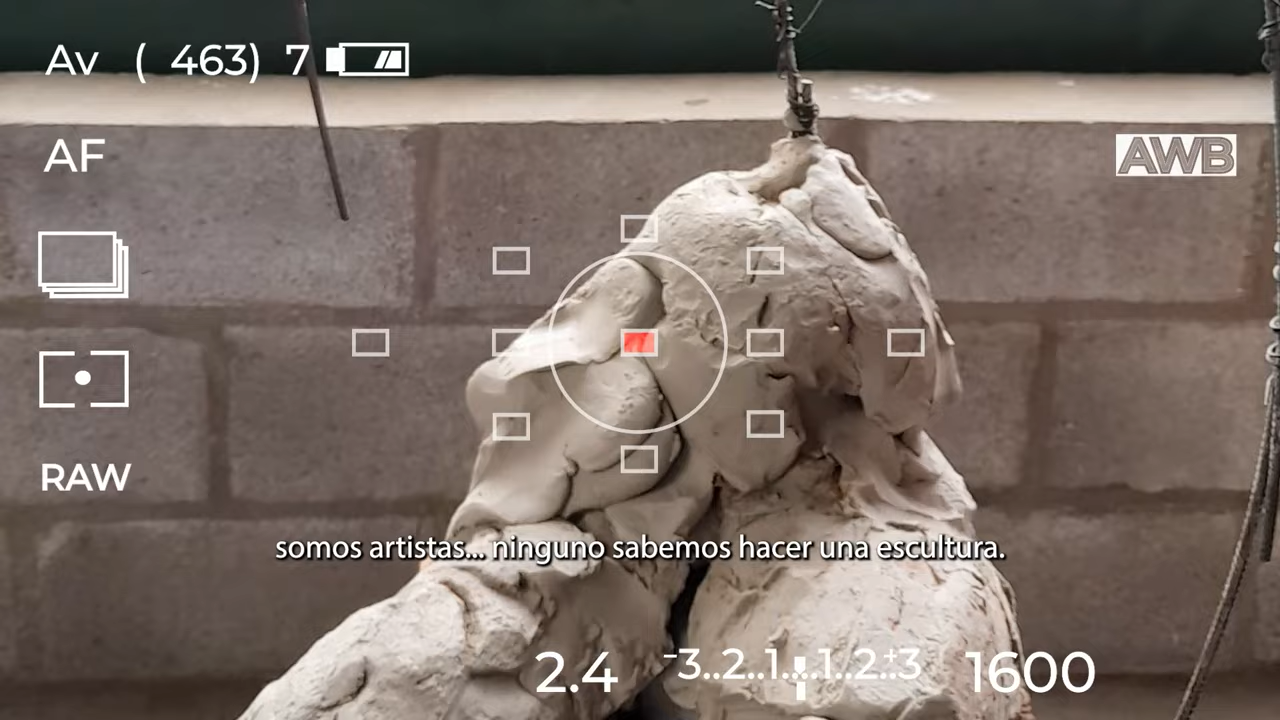 Av ( 463) 7
AF
AWB
RAW
somos artistas... ninguno sabemos hacer una escultura.
2.4 -3..2..1..:..1..2..+3 1600